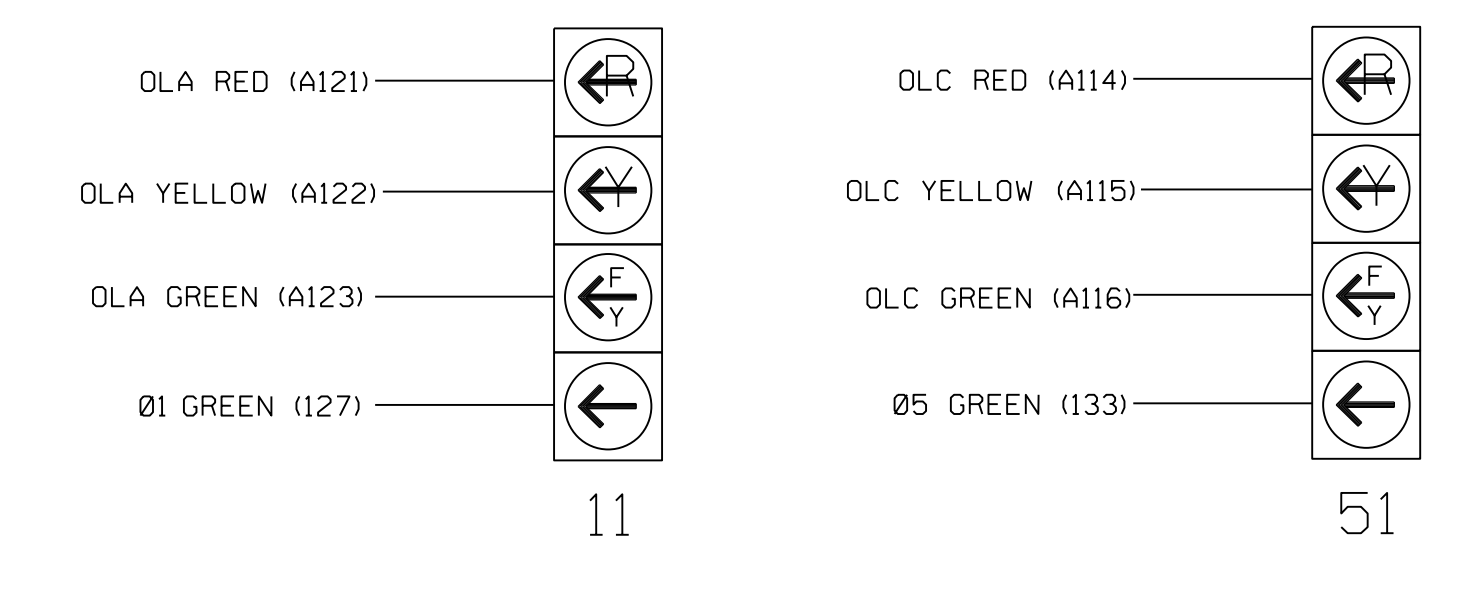 OLA RED (A121)
R
OLA YELLOW (A122)
Y
OLA GREEN (A123)
F
Y
Ø1 GREEN (127)
11
OLC RED (A114)
R
OLC YELLOW (A115)
Y
OLC GREEN (A116)
F
Y
Ø5 GREEN (133)
51